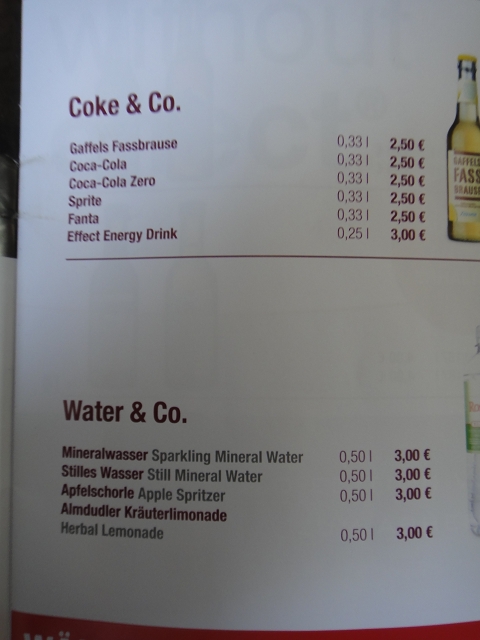 Coke & Co.
Gaffels Fassbrause 0,33 l 2,50 €
Coca-Cola 0,33 l 2,50 €
Coca-Cola Zero 0,33 l 2,50 €
Sprite 0,33 l 2,50 €
Fanta 0,33 l 2,50 €
Effect Energy Drink 0,25 l 3,00 €
GAFFELS
FASS
BRAUSE
Water & Co.
Mineralwasser Sparkling Mineral Water 0,50 l 3,00 €
Stilles Wasser Still Mineral Water 0,50 l 3,00 €
Apfelschorle Apple Spritzer 0,50 l 3,00 €
Almdudler Kräuterlimonade
Herbal Lemonade 0,50 l 3,00 €